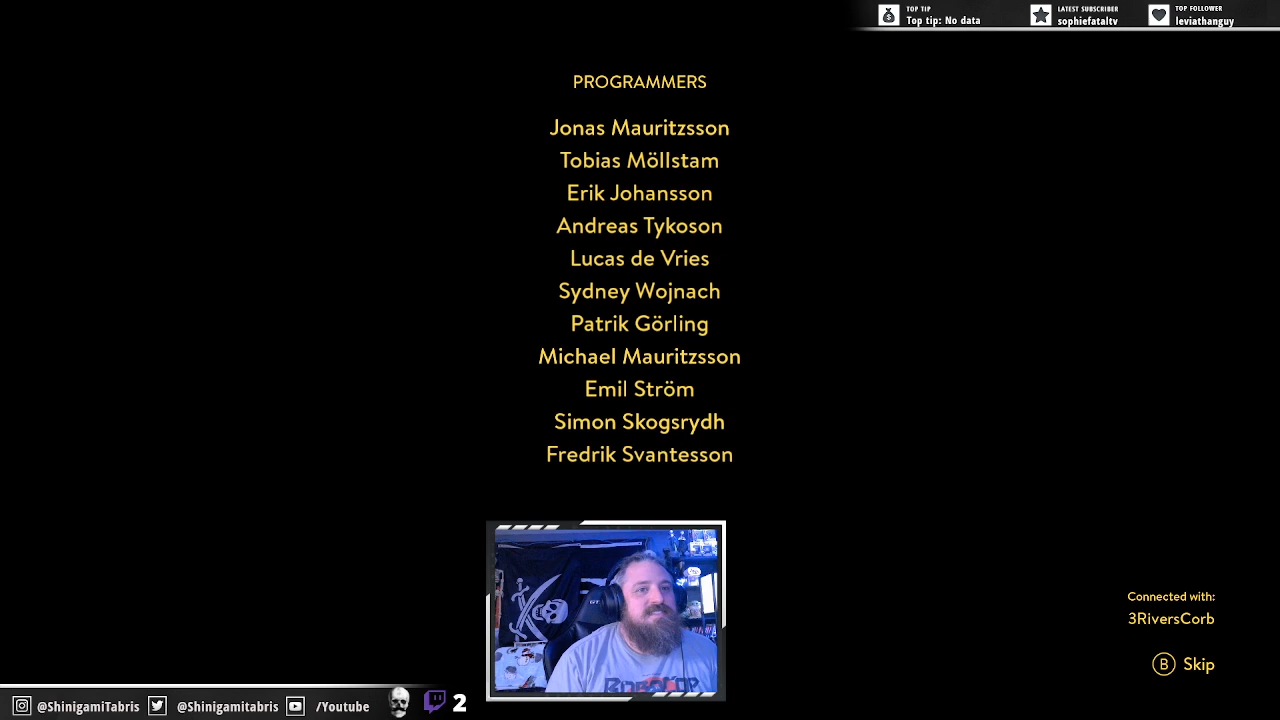 TOP TIP
Top tip: No data
LATEST SUBSCRIBER
sophiefataltv
TOP FOLLOWER
leviathanguy
PROGRAMMERS
Jonas Mauritzsson
Tobias Möllstam
Erik Johansson
Andreas Tykoson
Lucas de Vries
Sydney Wojnach
Patrik Görling
Michael Mauritzsson
Emil Ström
Simon Skogsrydh
Fredrik Svantesson
ROBOCOP
Connected with:
3RiversCorb
B Skip
@ShinigamiTabris
@Shinigamitabris
/Youtube
2